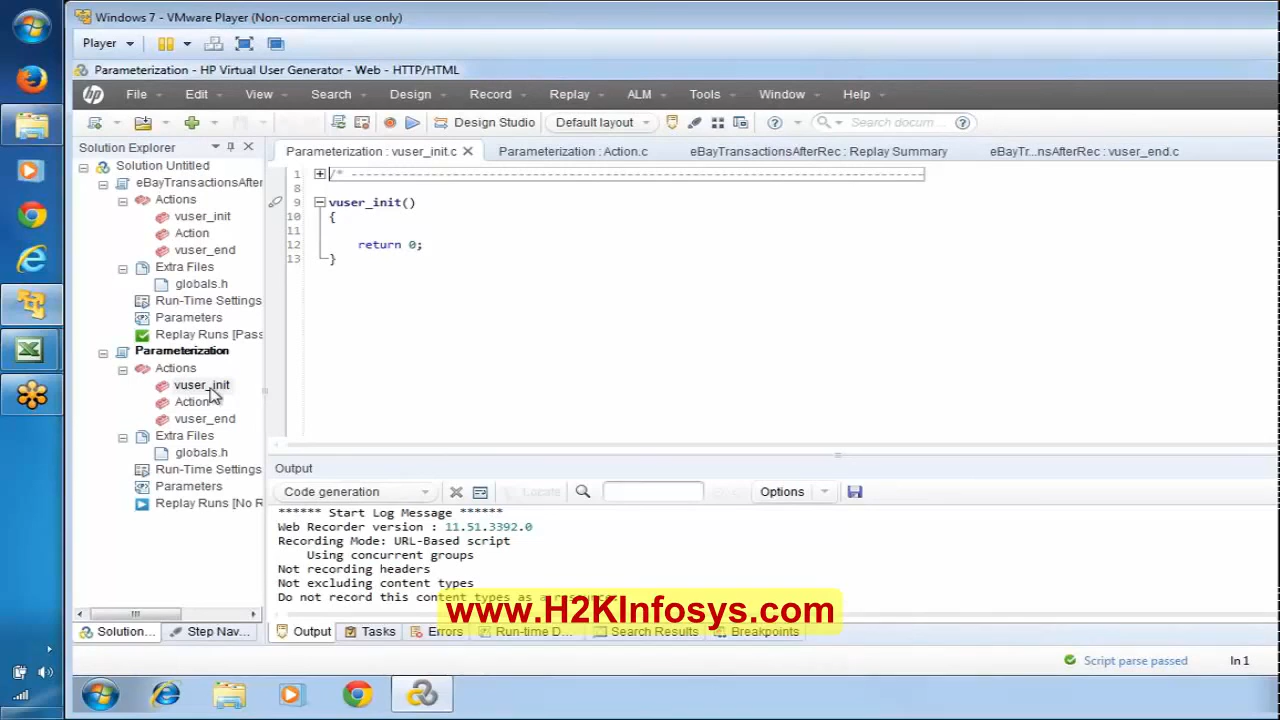 Windows 7 - VMware Player (Non-commercial use only)
Player
Parameterization - HP Virtual User Generator - Web - HTTP/HTML
hp File Edit View Search Design Record Replay ALM Tools Window Help
Design Studio Default layout Search docum...
Solution Explorer
Parameterization : vuser_init.c Parameterization : Action.c eBayTransactionsAfterRec : Replay Summary eBayTr...nsAfterRec : vuser_end.c
Solution Untitled
eBayTransactionsAfter
Actions
vuser_init
Action
vuser_end
Extra Files
globals.h
Run-Time Settings
Parameters
Replay Runs [Pass
Parameterization
Actions
vuser_init
Action
vuser_end
Extra Files
globals.h
Run-Time Settings
Parameters
Replay Runs [No R
1 /* ------------------------------------------------------------------------------
8
9 vuser_init()
10 {
11
12 return 0;
13 }
Output
Code generation Locate Options
****** Start Log Message ******
Web Recorder version : 11.51.3392.0
Recording Mode: URL-Based script
Using concurrent groups
Not recording headers
Not excluding content types
Do not record this content types as a resource
www.H2KInfosys.com
Solution... Step Nav... Output Tasks Errors Run-time D... Search Results Breakpoints
Script parse passed ln 1